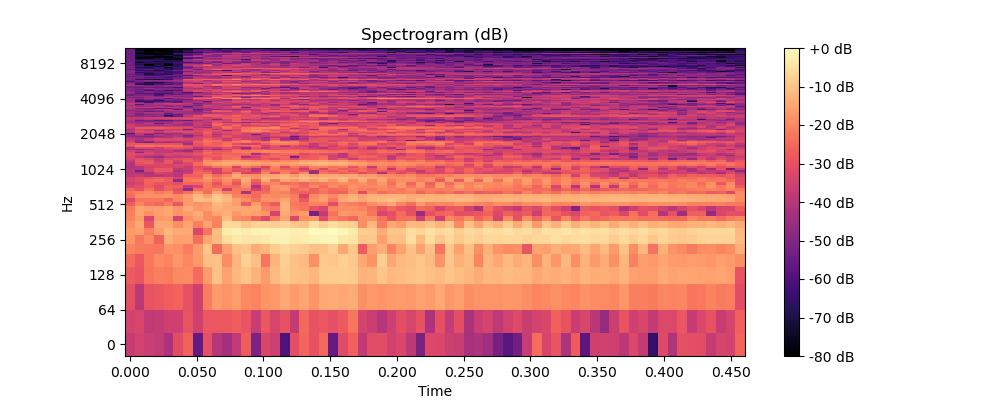 Spectrogram (dB)
Hz
8192
4096
2048
1024
512
256
128
64
0
0.000 0.050 0.100 0.150 0.200 0.250 0.300 0.350 0.400 0.450
Time
+0 dB
-10 dB
-20 dB
-30 dB
-40 dB
-50 dB
-60 dB
-70 dB
-80 dB